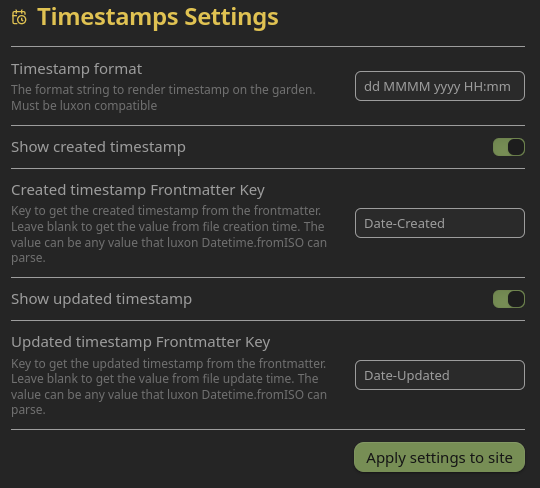 Timestamps Settings
Timestamp format
The format string to render timestamp on the garden.
Must be luxon compatible
dd MMMM yyyy HH:mm
Show created timestamp
Created timestamp Frontmatter Key
Key to get the created timestamp from the frontmatter.
Leave blank to get the value from file creation time. The
value can be any value that luxon Datetime.fromISO can
parse.
Date-Created
Show updated timestamp
Updated timestamp Frontmatter Key
Key to get the updated timestamp from the frontmatter.
Leave blank to get the value from file update time. The
value can be any value that luxon Datetime.fromISO can
parse.
Date-Updated
Apply settings to site